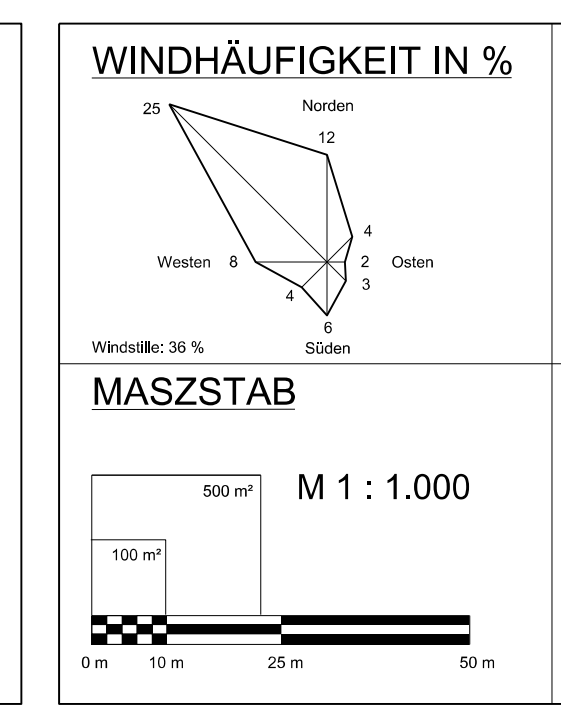 WINDHÄUFIGKEIT IN %
25
Norden
12
4
Westen 8
2 Osten
4
3
6
Windstille: 36 %
Süden
MASZSTAB
500 m²
M 1 : 1.000
100 m²
0 m 10 m 25 m 50 m